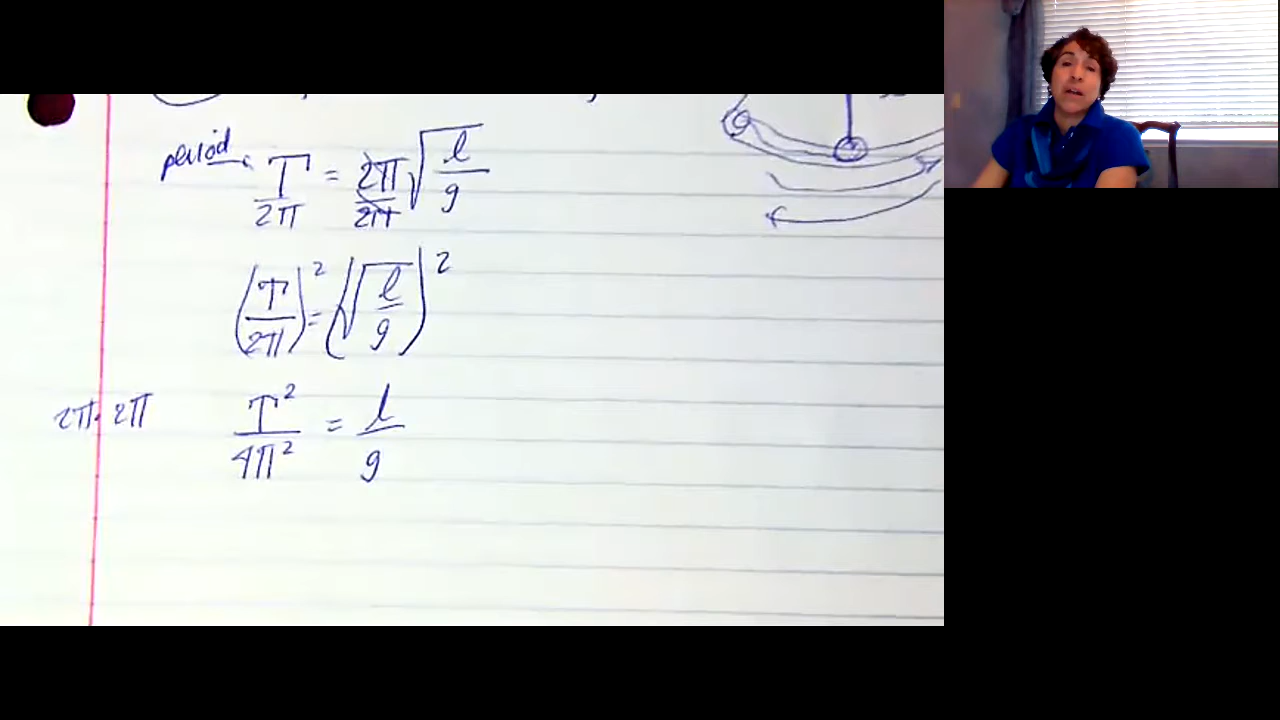 period. T/2π = 2π/2π √(l/g)
(T/2π)² = (√(l/g))²
2π· 2π T²/4π² = l/g